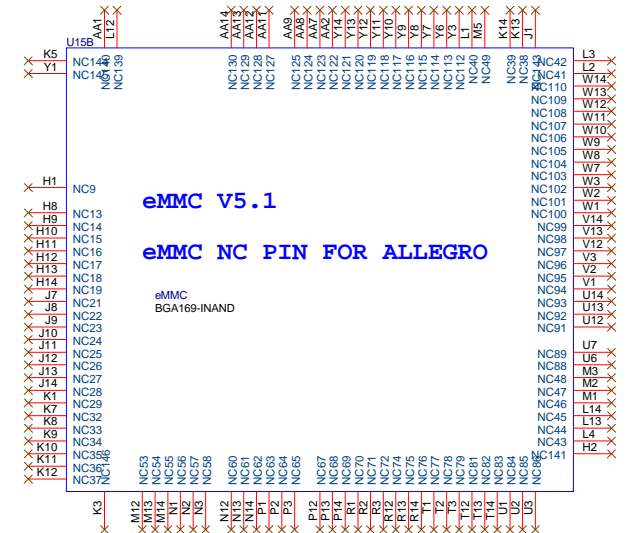 AA1
L12
AA14
AA13
AA12
AA11
AA9
AA8
AA7
AA2
Y14
Y13
Y12
Y11
Y10
Y9
Y8
Y7
Y6
Y3
L1
M5
K14
K13
J1
U15B
NC140
NC139
NC130
NC129
NC128
NC127
NC125
NC124
NC123
NC122
NC121
NC120
NC119
NC118
NC117
NC116
NC115
NC114
NC113
NC112
NC40
NC49
NC39
NC38
NC143
K5 NC144
Y1 NC145
H1 NC9
H8 NC13
H9 NC14
H10 NC15
H11 NC16
H12 NC17
H13 NC18
H14 NC19
J7 NC21
J8 NC22
J9 NC23
J10 NC24
J11 NC25
J12 NC26
J13 NC27
J14 NC28
K1 NC29
K7 NC32
K8 NC33
K9 NC34
K10 NC35
K11 NC36
K12 NC37
eMMC V5.1
eMMC NC PIN FOR ALLEGRO
eMMC
BGA169-INAND
NC42 L3
NC41 L2
NC110 W14
NC109 W13
NC108 W12
NC107 W11
NC106 W10
NC105 W9
NC104 W8
NC103 W7
NC102 W3
NC101 W2
NC100 W1
NC99 V14
NC98 V13
NC97 V12
NC96 V3
NC95 V2
NC94 V1
NC93 U14
NC92 U13
NC91 U12
NC89 U7
NC88 U6
NC48 M3
NC47 M2
NC46 M1
NC45 L14
NC44 L13
NC43 L4
NC141 H2
NC146
NC53
NC54
NC55
NC56
NC57
NC58
NC60
NC61
NC62
NC63
NC64
NC65
NC67
NC68
NC69
NC70
NC71
NC72
NC74
NC75
NC76
NC77
NC78
NC79
NC81
NC82
NC83
NC84
NC85
NC86
K3
M12
M13
M14
N1
N2
N3
N12
N13
N14
P1
P2
P3
P12
P13
P14
R1
R2
R3
R12
R13
R14
T1
T2
T3
T12
T13
T14
U1
U2
U3